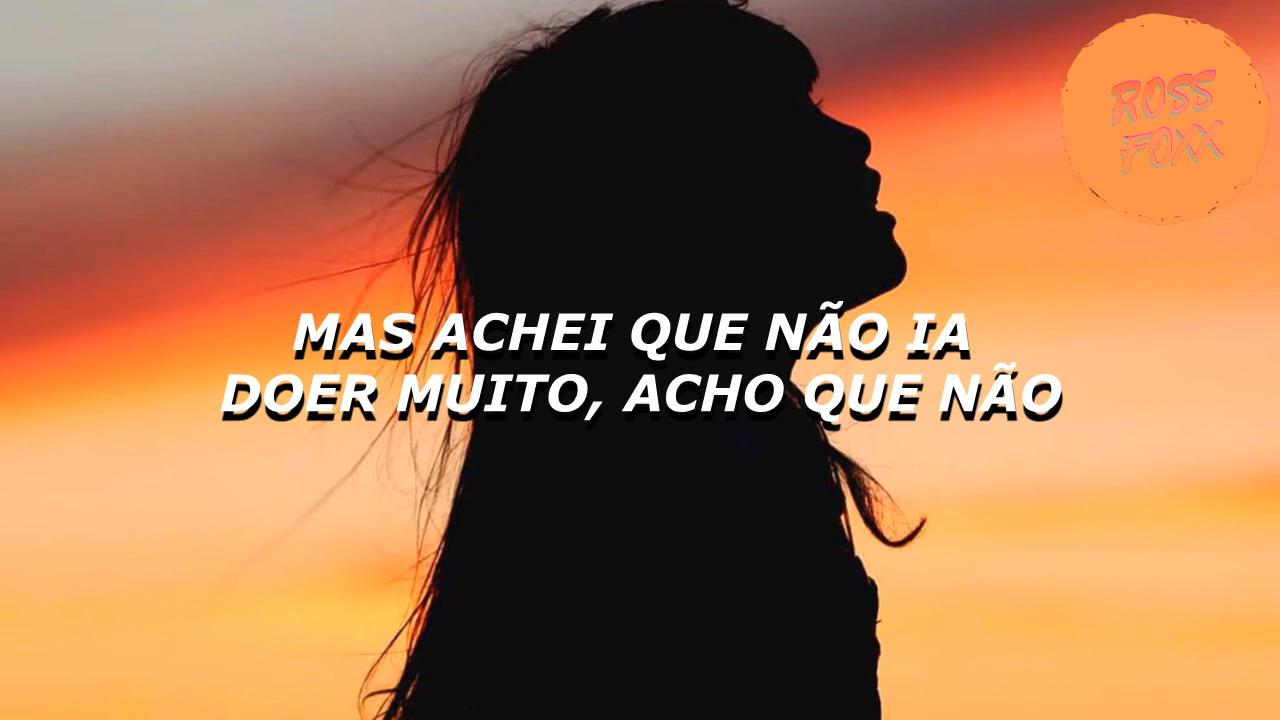 ROSS
FOXX
MAS ACHEI QUE NÃO IA
DOER MUITO, ACHO QUE NÃO